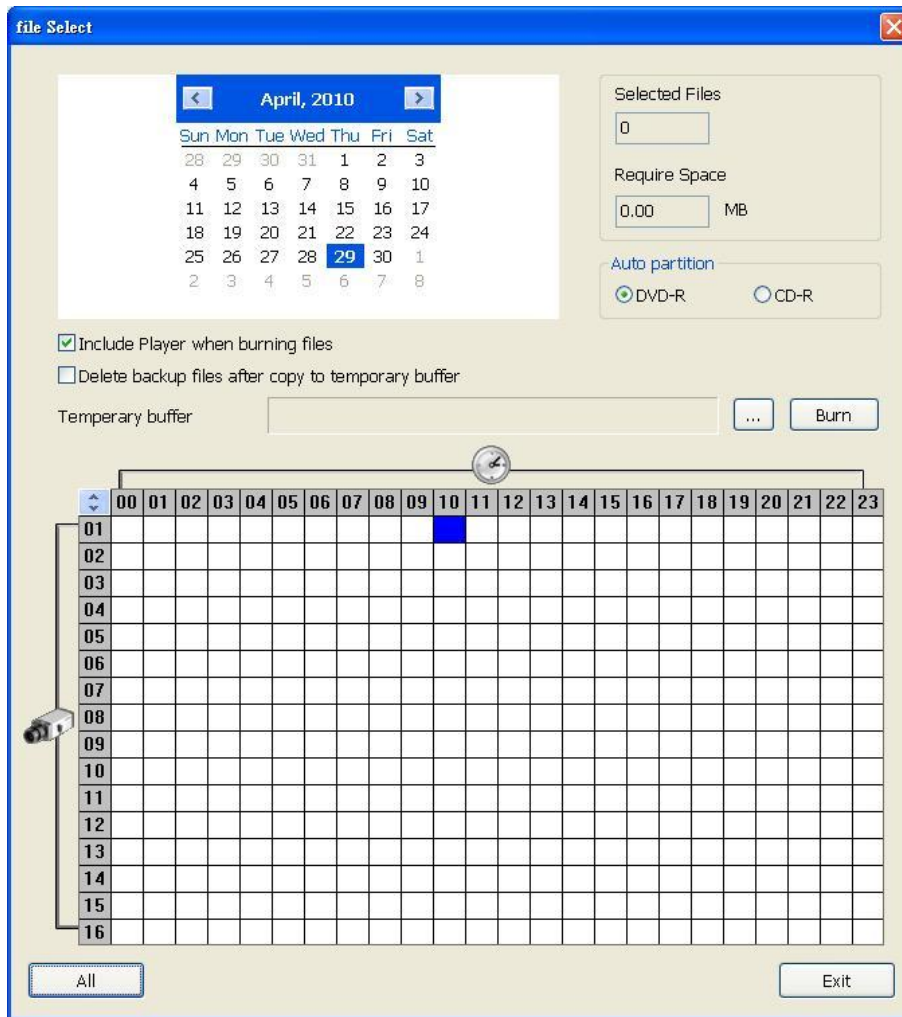 file Select
April, 2010
Sun Mon Tue Wed Thu Fri Sat
28 29 30 31 1 2 3
4 5 6 7 8 9 10
11 12 13 14 15 16 17
18 19 20 21 22 23 24
25 26 27 28 29 30 1
2 3 4 5 6 7 8
Selected Files
0
Require Space
0.00 MB
Auto partition
DVD-R CD-R
Include Player when burning files
Delete backup files after copy to temporary buffer
Temperary buffer ... Burn
00 01 02 03 04 05 06 07 08 09 10 11 12 13 14 15 16 17 18 19 20 21 22 23
01
02
03
04
05
06
07
08
09
10
11
12
13
14
15
16
All Exit